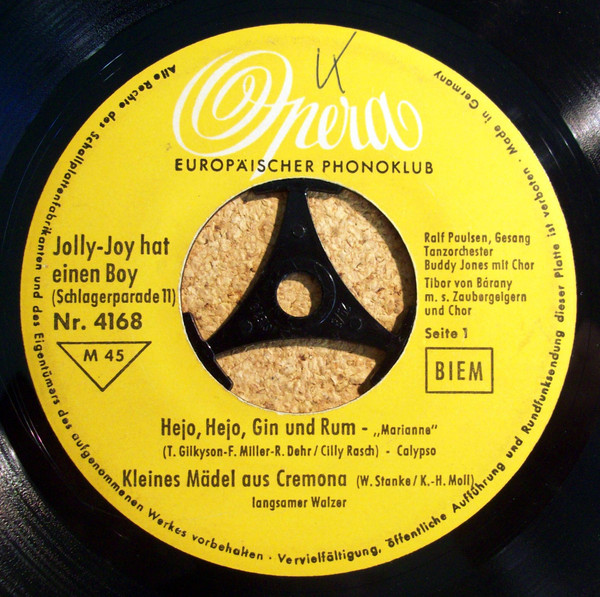 K
Opera
EUROPÄISCHER PHONOKLUB
Jolly-Joy hat
einen Boy
(Schlagerparade 11)
Nr. 4168
M 45
Ralf Paulsen, Gesang
Tanzorchester
Buddy Jones mit Chor
Tibor von Bárany
m. s. Zaubergeigern
und Chor
Seite 1
BIEM
Hejo, Hejo, Gin und Rum - „Marianne“
(T. Gilkyson-F. Miller-R. Dehr / Cilly Rasch) - Calypso
Kleines Mädel aus Cremona (W. Stanke / K.-H. Moll)
langsamer Walzer
Alle Rechte des Schallplattenfabrikanten und des Eigentümers des aufgenommenen Werkes vorbehalten · Vervielfältigung, öffentliche Aufführung und Rundfunksendung dieser Platte ist verboten · Made in Germany